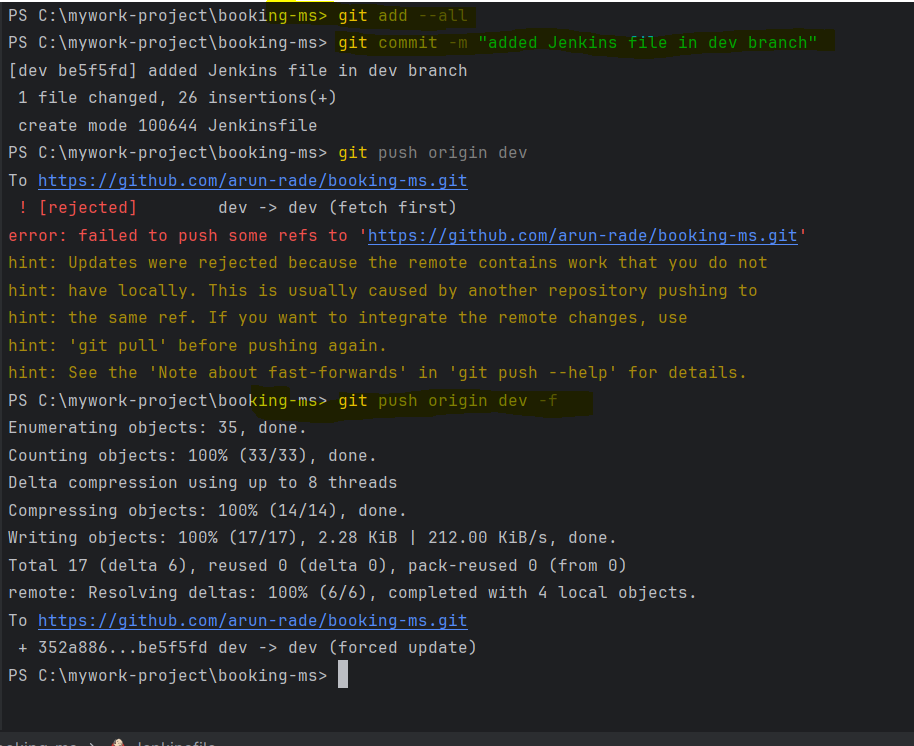 PS C:\mywork-project\booking-ms> git add --all
PS C:\mywork-project\booking-ms> git commit -m "added Jenkins file in dev branch"
[dev be5f5fd] added Jenkins file in dev branch
 1 file changed, 26 insertions(+)
 create mode 100644 Jenkinsfile
PS C:\mywork-project\booking-ms> git push origin dev
To https://github.com/arun-rade/booking-ms.git
 ! [rejected]        dev -> dev (fetch first)
error: failed to push some refs to 'https://github.com/arun-rade/booking-ms.git'
hint: Updates were rejected because the remote contains work that you do not
hint: have locally. This is usually caused by another repository pushing to
hint: the same ref. If you want to integrate the remote changes, use
hint: 'git pull' before pushing again.
hint: See the 'Note about fast-forwards' in 'git push --help' for details.
PS C:\mywork-project\booking-ms> git push origin dev -f
Enumerating objects: 35, done.
Counting objects: 100% (33/33), done.
Delta compression using up to 8 threads
Compressing objects: 100% (14/14), done.
Writing objects: 100% (17/17), 2.28 KiB | 212.00 KiB/s, done.
Total 17 (delta 6), reused 0 (delta 0), pack-reused 0 (from 0)
remote: Resolving deltas: 100% (6/6), completed with 4 local objects.
To https://github.com/arun-rade/booking-ms.git
 + 352a886...be5f5fd dev -> dev (forced update)
PS C:\mywork-project\booking-ms>